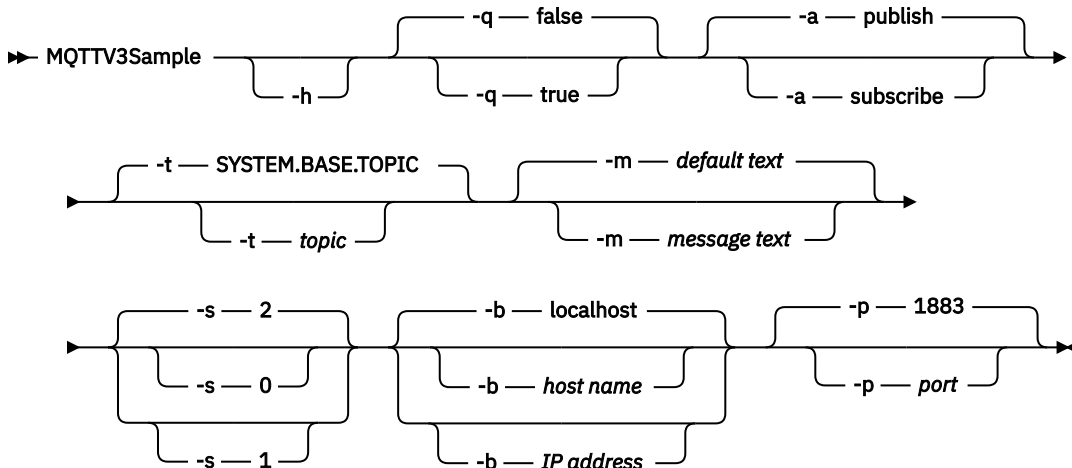 -q — false -a — publish
MQTTV3Sample
-h -q — true -a — subscribe
-t — SYSTEM.BASE.TOPIC -m — default text
-t — topic -m — message text
-s — 2 -b — localhost -p — 1883
-s — 0 -b — host name -p — port
-s — 1 -b — IP address